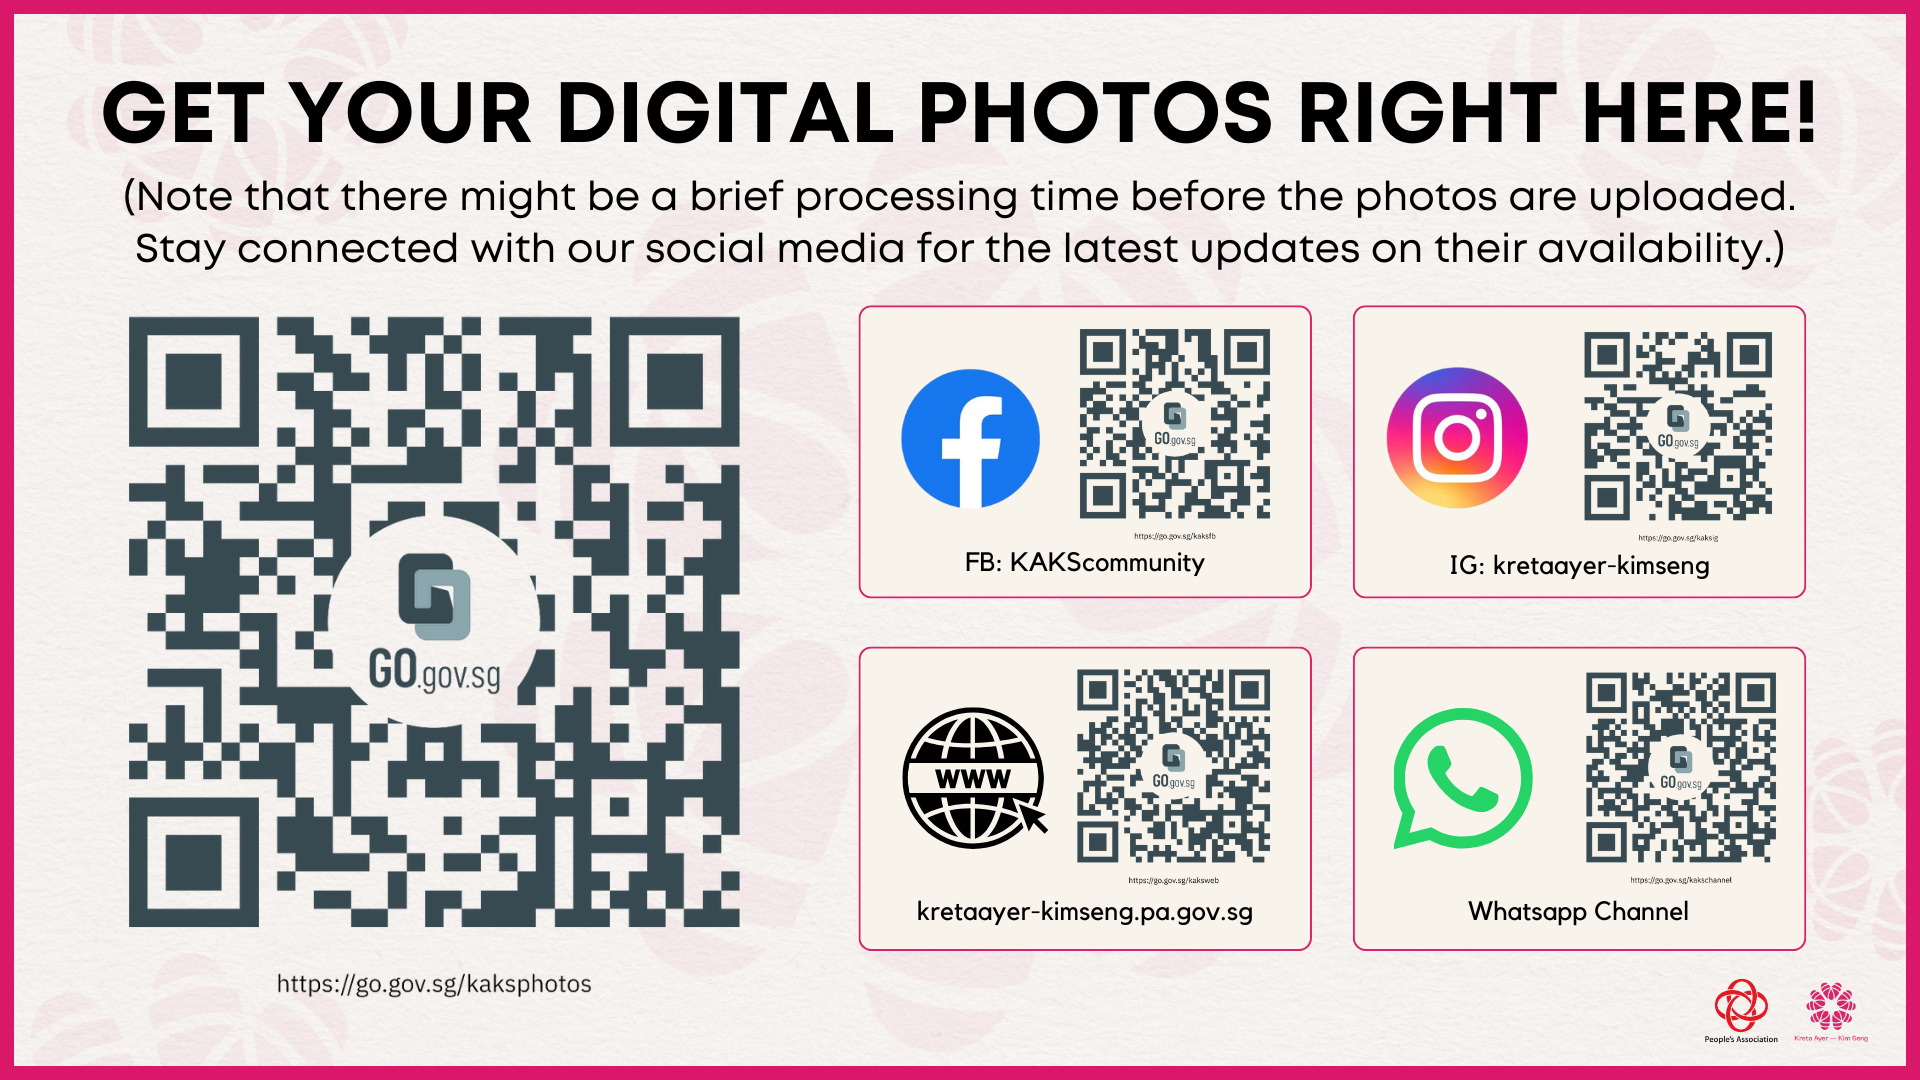 GET YOUR DIGITAL PHOTOS RIGHT HERE!
(Note that there might be a brief processing time before the photos are uploaded.
Stay connected with our social media for the latest updates on their availability.)
GO.gov.sg
https://go.gov.sg/kaksphotos
GO.gov.sg
https://go.gov.sg/kaksfb
FB: KAKScommunity
GO.gov.sg
https://go.gov.sg/kaksig
IG: kretaayer-kimseng
WWW
GO.gov.sg
https://go.gov.sg/kaksweb
kretaayer-kimseng.pa.gov.sg
GO.gov.sg
https://go.gov.sg/kakschannel
Whatsapp Channel
People's Association
Kreta Ayer — Kim Seng